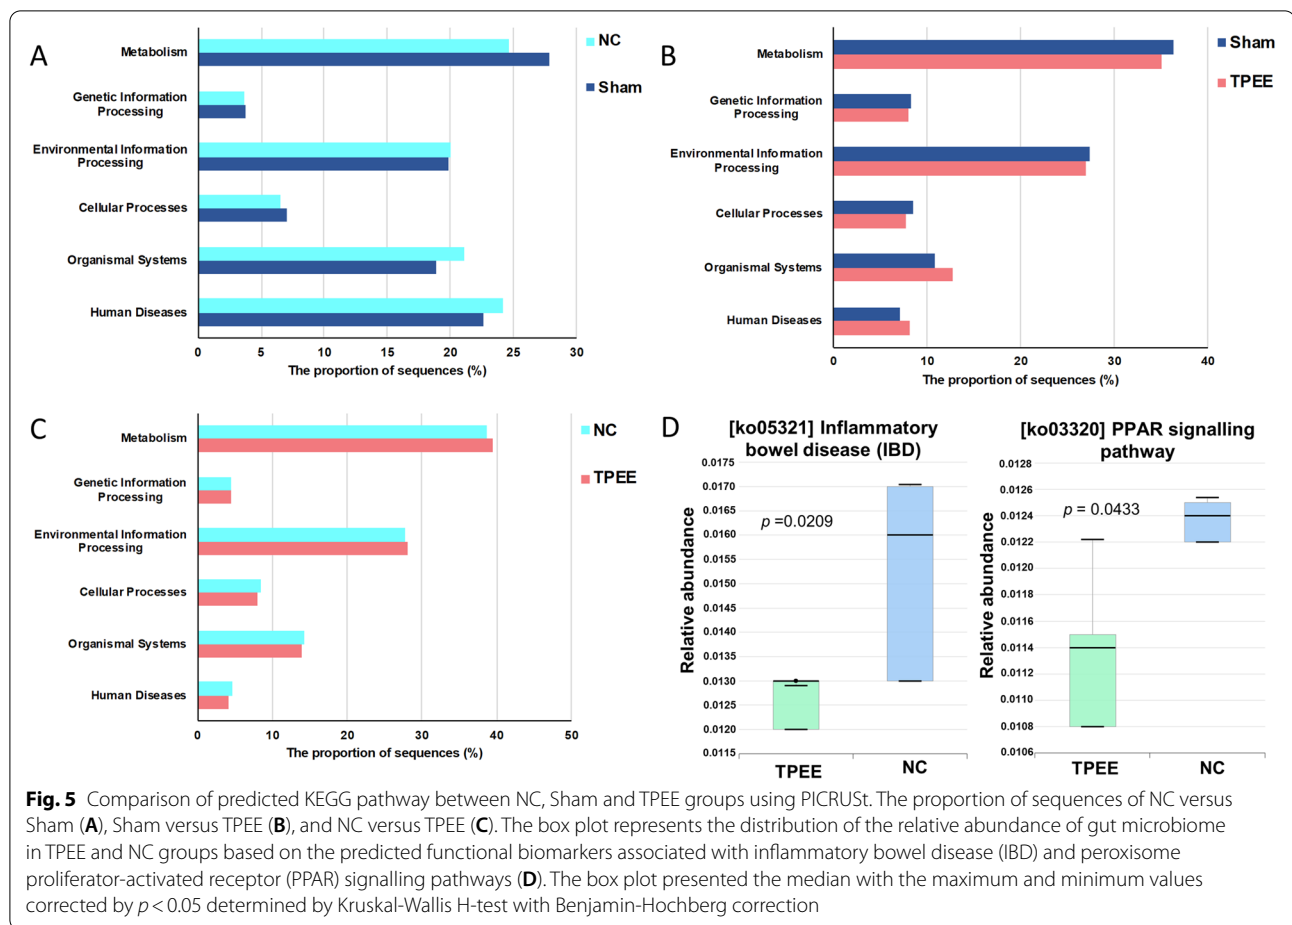 A
Metabolism
Genetic Information
Processing
Environmental Information
Processing
Cellular Processes
Organismal Systems
Human Diseases
0 5 10 15 20 25 30
The proportion of sequences (%)
NC
Sham
B
Metabolism
Genetic Information
Processing
Environmental Information
Processing
Cellular Processes
Organismal Systems
Human Diseases
0 10 20 30 40
The proportion of sequences (%)
Sham
TPEE
C
Metabolism
Genetic Information
Processing
Environmental Information
Processing
Cellular Processes
Organismal Systems
Human Diseases
0 10 20 30 40 50
The proportion of sequences (%)
NC
TPEE
D
[ko05321] Inflammatory
bowel disease (IBD)
Relative abundance
0.0175
0.0170
0.0165
0.0160
0.0155
0.0150
0.0145
0.0140
0.0135
0.0130
0.0125
0.0120
0.0115
p =0.0209
TPEE NC
[ko03320] PPAR signalling
pathway
Relative abundance
0.0128
0.0126
0.0124
0.0122
0.0120
0.0118
0.0116
0.0114
0.0112
0.0110
0.0108
0.0106
p = 0.0433
TPEE NC
Fig. 5 Comparison of predicted KEGG pathway between NC, Sham and TPEE groups using PICRUSt. The proportion of sequences of NC versus
Sham (A), Sham versus TPEE (B), and NC versus TPEE (C). The box plot represents the distribution of the relative abundance of gut microbiome
in TPEE and NC groups based on the predicted functional biomarkers associated with inflammatory bowel disease (IBD) and peroxisome
proliferator-activated receptor (PPAR) signalling pathways (D). The box plot presented the median with the maximum and minimum values
corrected by p < 0.05 determined by Kruskal-Wallis H-test with Benjamin-Hochberg correction